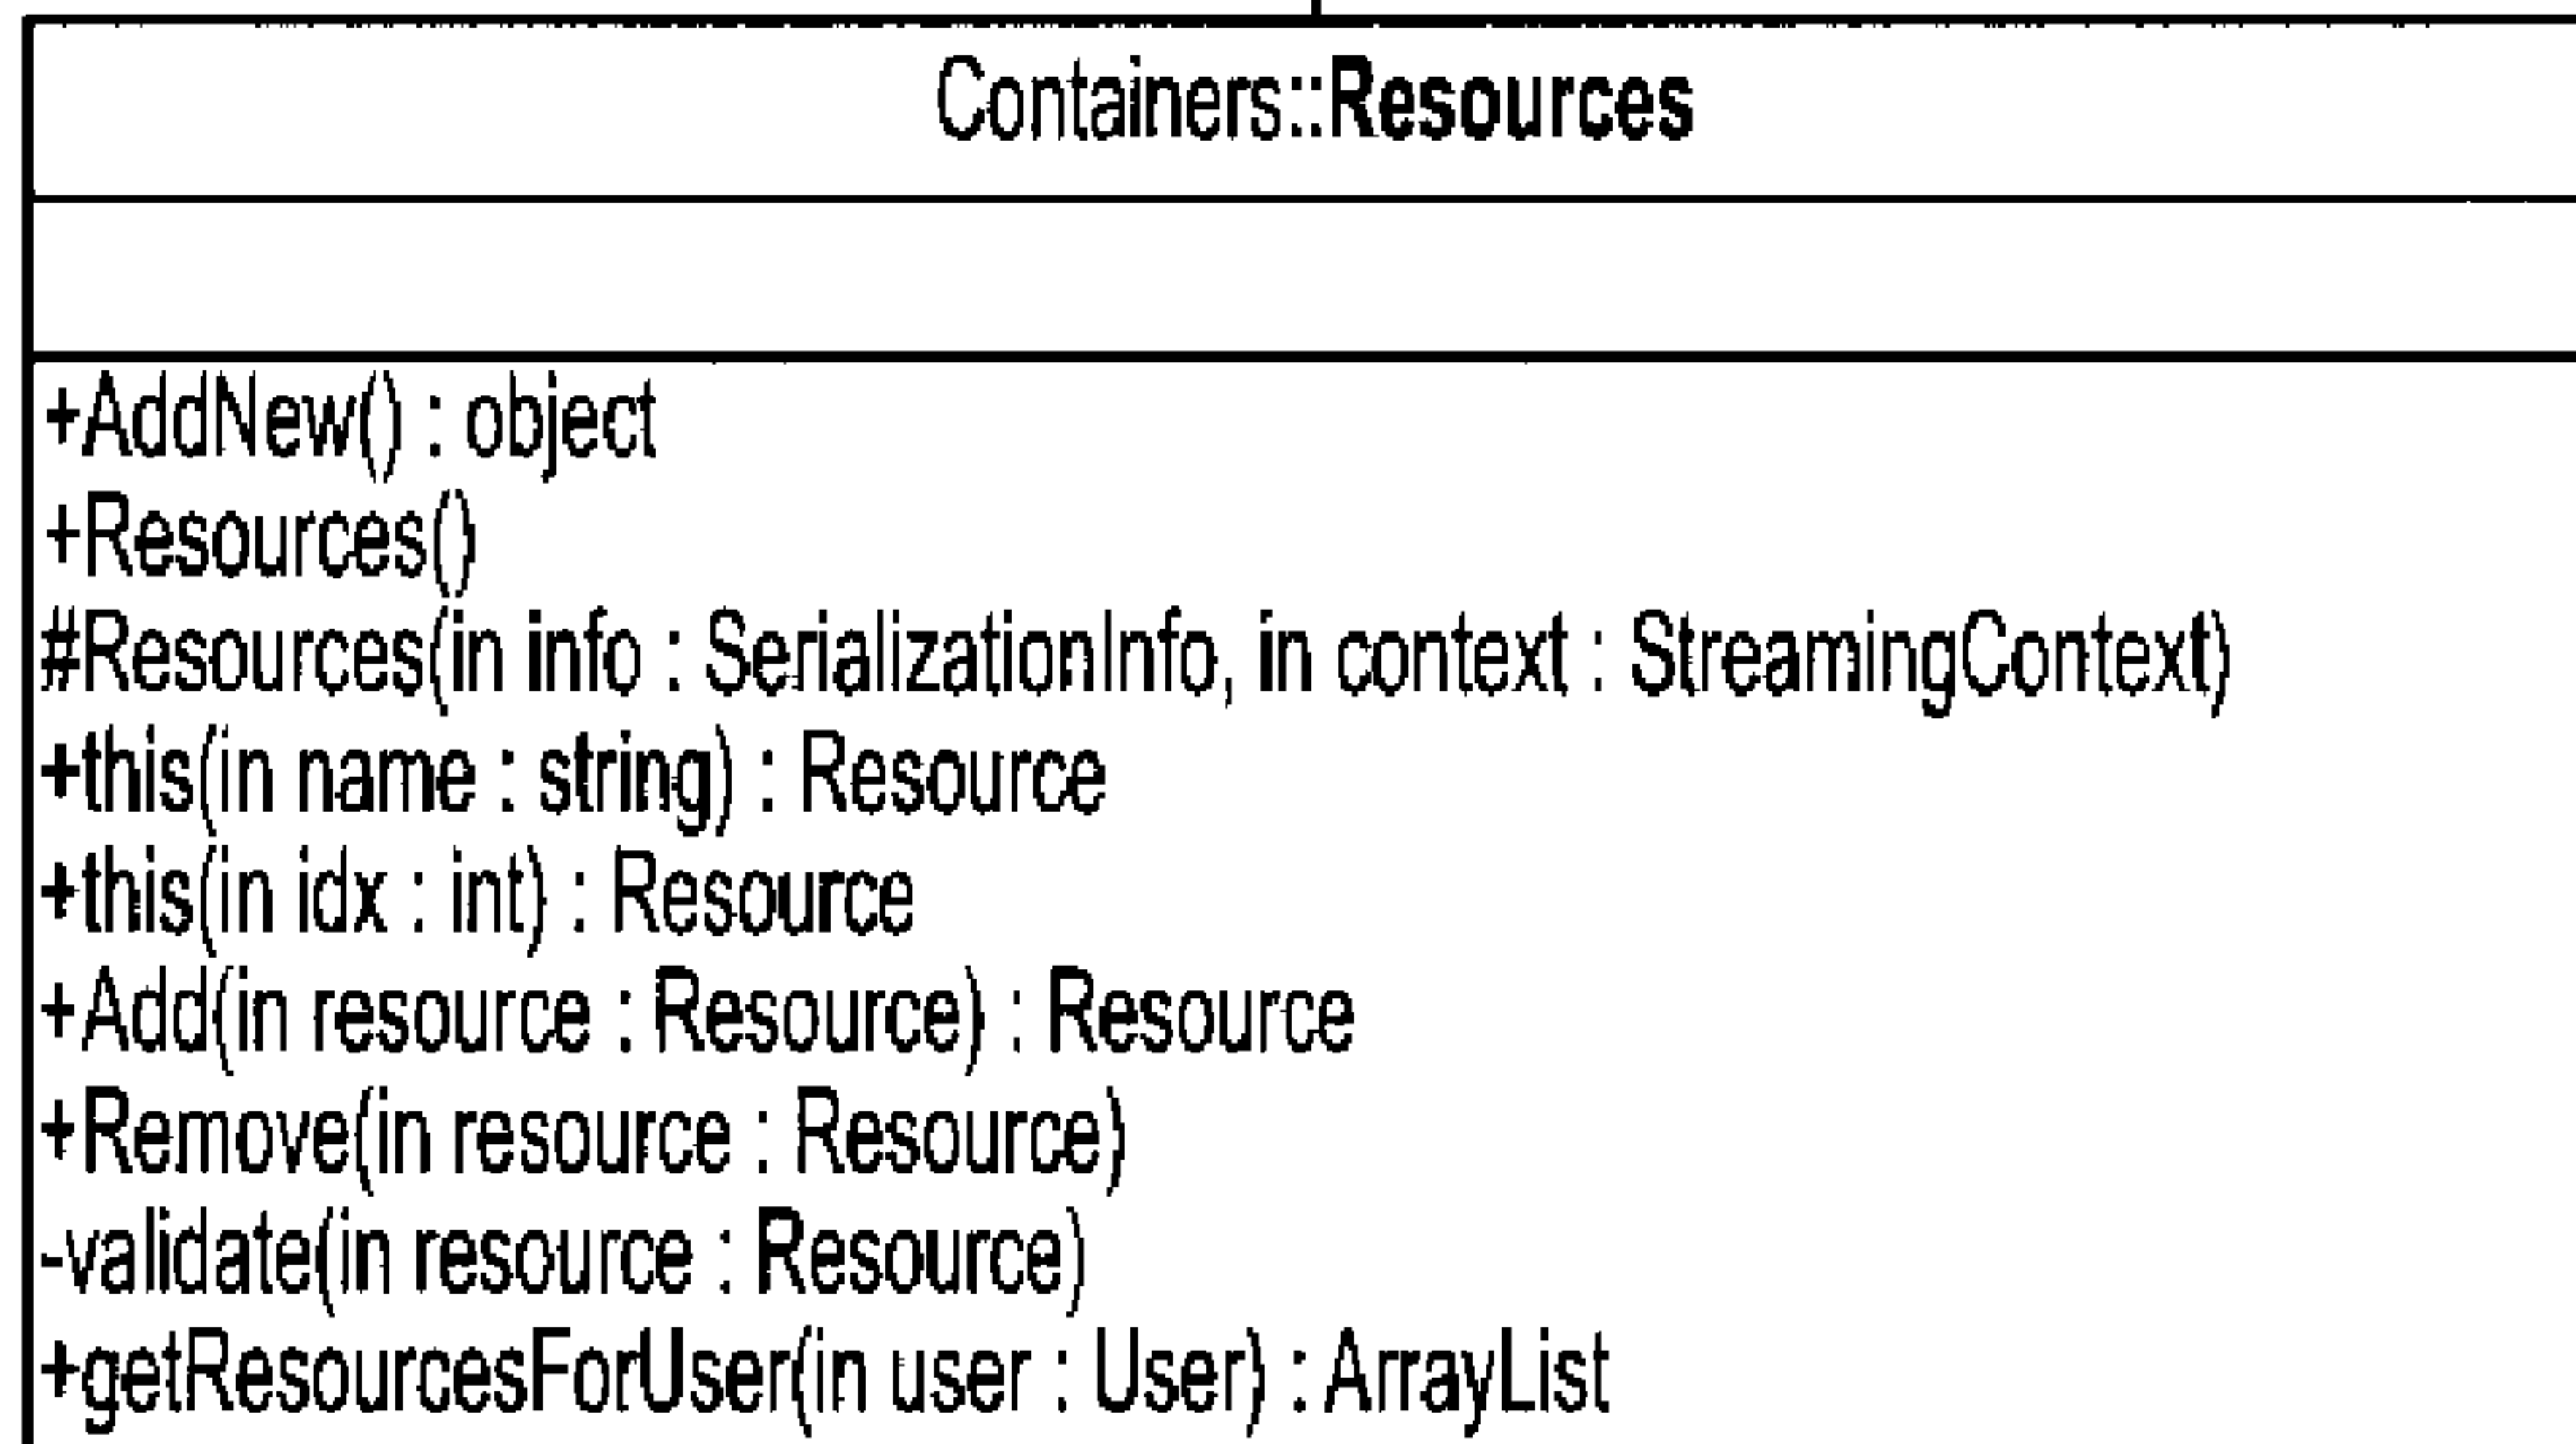 Containers::Resources
+AddNew() : object
+Resources()
#Resources(in info : SerializationInfo, in context : StreamingContext)
+this(in name : string) : Resource
+this(in idx : int) : Resource
+Add(in resource : Resource) : Resource
+Remove(in resource : Resource)
-validate(in resource : Resource)
+getResourcesForUser(in user : User) : ArrayList